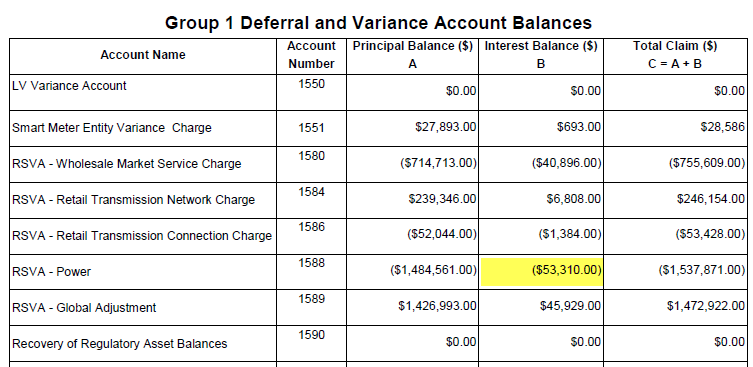 Group 1 Deferral and Variance Account Balances
Account Name Account Number Principal Balance ($) A Interest Balance ($) B Total Claim ($) C = A + B
LV Variance Account 1550 $0.00 $0.00 $0.00
Smart Meter Entity Variance Charge 1551 $27,893.00 $693.00 $28,586
RSVA - Wholesale Market Service Charge 1580 ($714,713.00) ($40,896.00) ($755,609.00)
RSVA - Retail Transmission Network Charge 1584 $239,346.00 $6,808.00 $246,154.00
RSVA - Retail Transmission Connection Charge 1586 ($52,044.00) ($1,384.00) ($53,428.00)
RSVA - Power 1588 ($1,484,561.00) ($53,310.00) ($1,537,871.00)
RSVA - Global Adjustment 1589 $1,426,993.00 $45,929.00 $1,472,922.00
Recovery of Regulatory Asset Balances 1590 $0.00 $0.00 $0.00